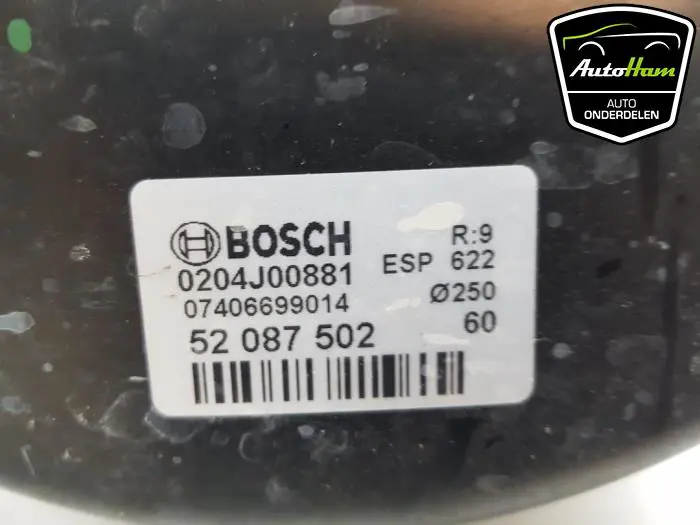 AutoHam
AUTO
ONDERDELEN
BOSCH
R:9
0204J00881
ESP 622
07406699014
Ø250
52 087 502
60